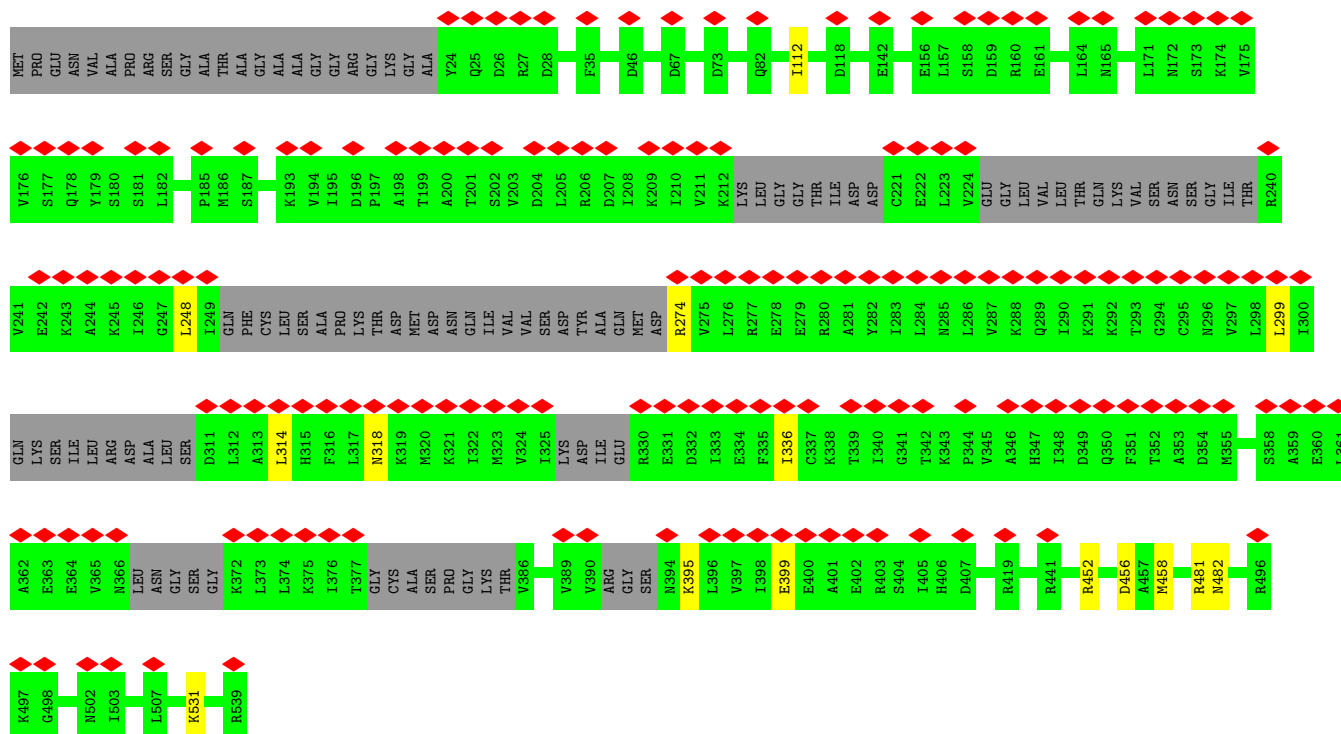 MET PRO GLU ASN VAL ALA PRO ARG SER GLY ALA THR ALA GLY ALA ALA ALA GLY GLY ARG GLY LYS GLY ALA Y24 Q25 D26 R27 D28 F35 D46 D67 D73 Q82 I112 D118 E142 E156 L157 S158 D159 R160 E161 L164 N165 L171 N172 S173 K174 V175
V176 S177 Q178 Y179 S180 S181 L182 P185 M186 S187 K193 V194 I195 D196 P197 A198 T199 A200 T201 S202 V203 D204 L205 R206 D207 I208 K209 I210 V211 K212 LYS LEU GLY GLY THR ILE ASP ASP C221 E222 L223 V224 GLU GLY LEU VAL LEU THR GLN LYS VAL SER ASN SER GLY ILE THR R240
V241 E242 K243 A244 K245 I246 G247 L248 I249 GLN PHE CYS LEU SER ALA PRO LYS THR ASP MET ASP ASN GLN ILE VAL VAL SER ASP TYR ALA GLN MET ASP R274 V275 L276 R277 E278 E279 R280 A281 Y282 I283 L284 N285 L286 V287 K288 Q289 I290 K291 K292 T293 G294 C295 N296 V297 L298 L299 I300
GLN LYS SER ILE LEU ARG ASP ALA LEU SER D311 L312 A313 L314 H315 F316 L317 N318 K319 M320 K321 I322 M323 V324 I325 LYS ASP ILE GLU R330 E331 D332 I333 E334 F335 I336 C337 K338 T339 I340 G341 T342 K343 P344 V345 A346 H347 I348 D349 Q350 F351 T352 A353 D354 M355 S358 A359 E360 L361
A362 E363 E364 V365 N366 LEU ASN GLY SER GLY K372 L373 L374 K375 I376 T377 GLY CYS ALA SER PRO GLY LYS THR V386 V389 V390 ARG GLY SER N394 K395 L396 V397 I398 E399 E400 A401 E402 R403 S404 I405 H406 D407 R419 R441 R452 D456 A457 M458 R481 N482 R496
K497 G498 N502 I503 L507 K531 R539